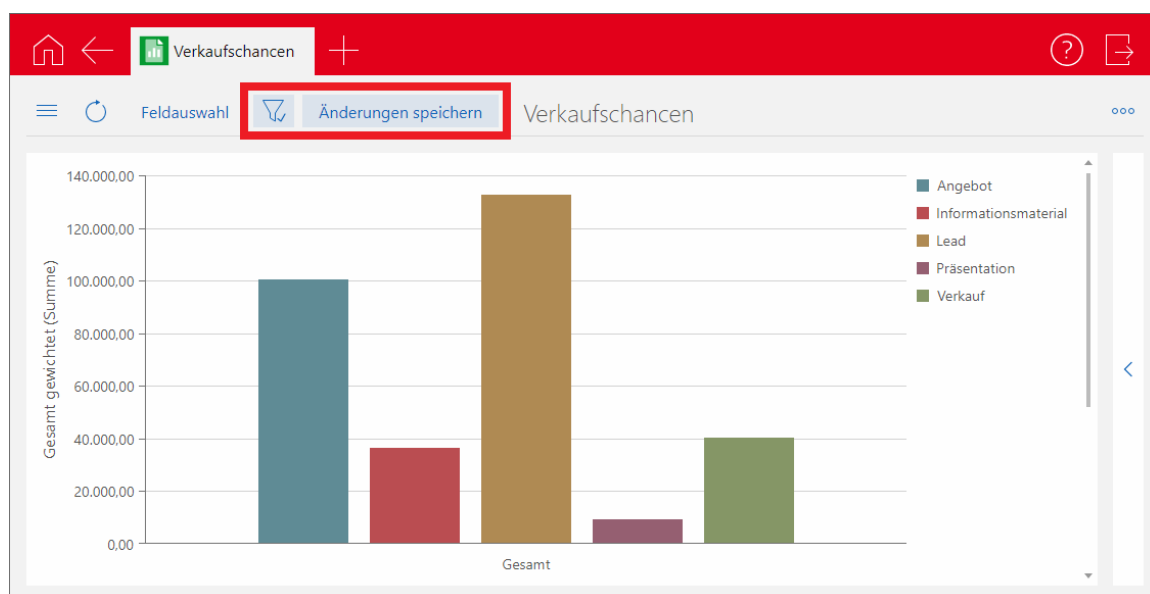 Verkaufschancen
?
Feldauswahl
Änderungen speichern
Verkaufschancen
140.000,00
120.000,00
100.000,00
80.000,00
60.000,00
40.000,00
20.000,00
0,00
Gesamt gewichtet (Summe)
Gesamt
Angebot
Informationsmaterial
Lead
Präsentation
Verkauf